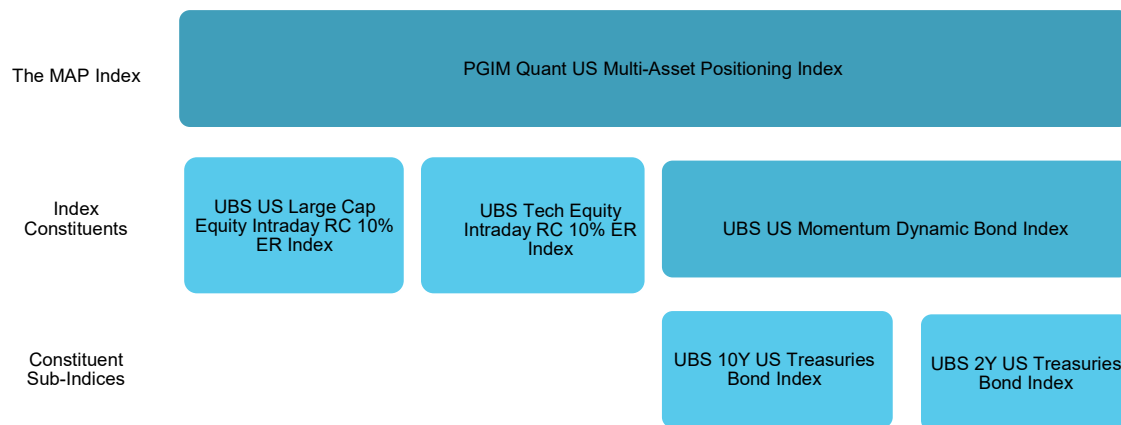 The MAP Index
PGIM Quant US Multi-Asset Positioning Index
Index
Constituents
UBS US Large Cap
Equity Intraday RC 10%
ER Index
UBS Tech Equity
Intraday RC 10% ER
Index
UBS US Momentum Dynamic Bond Index
Constituent
Sub-Indices
UBS 10Y US Treasuries
Bond Index
UBS 2Y US Treasuries
Bond Index